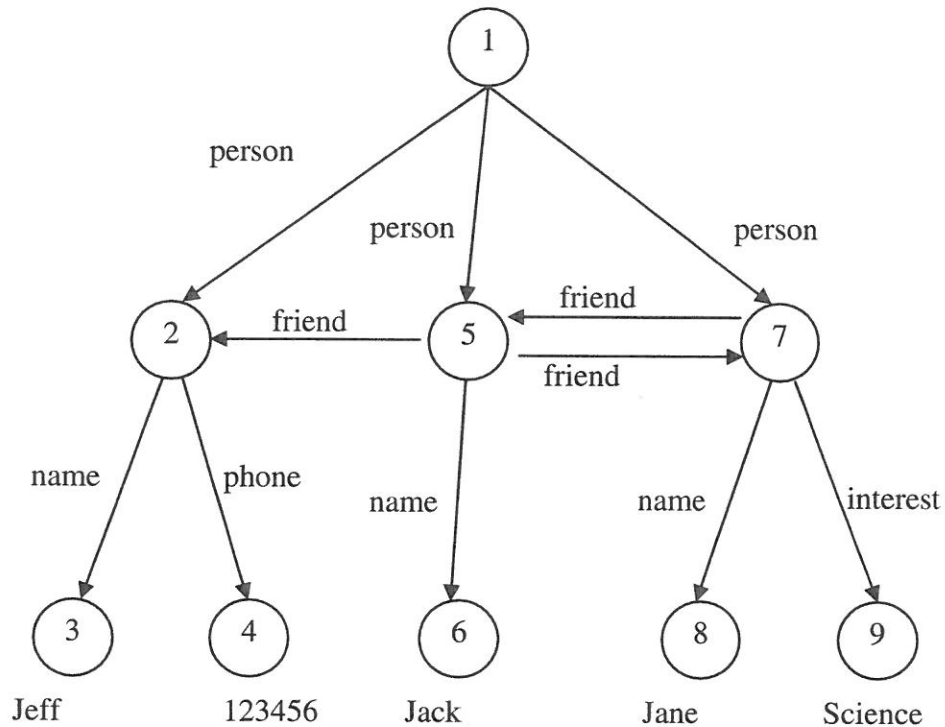 1
person
person
person
friend
friend
2
5
7
friend
name
phone
name
name
interest
3
4
6
8
9
Jeff
123456
Jack
Jane
Science